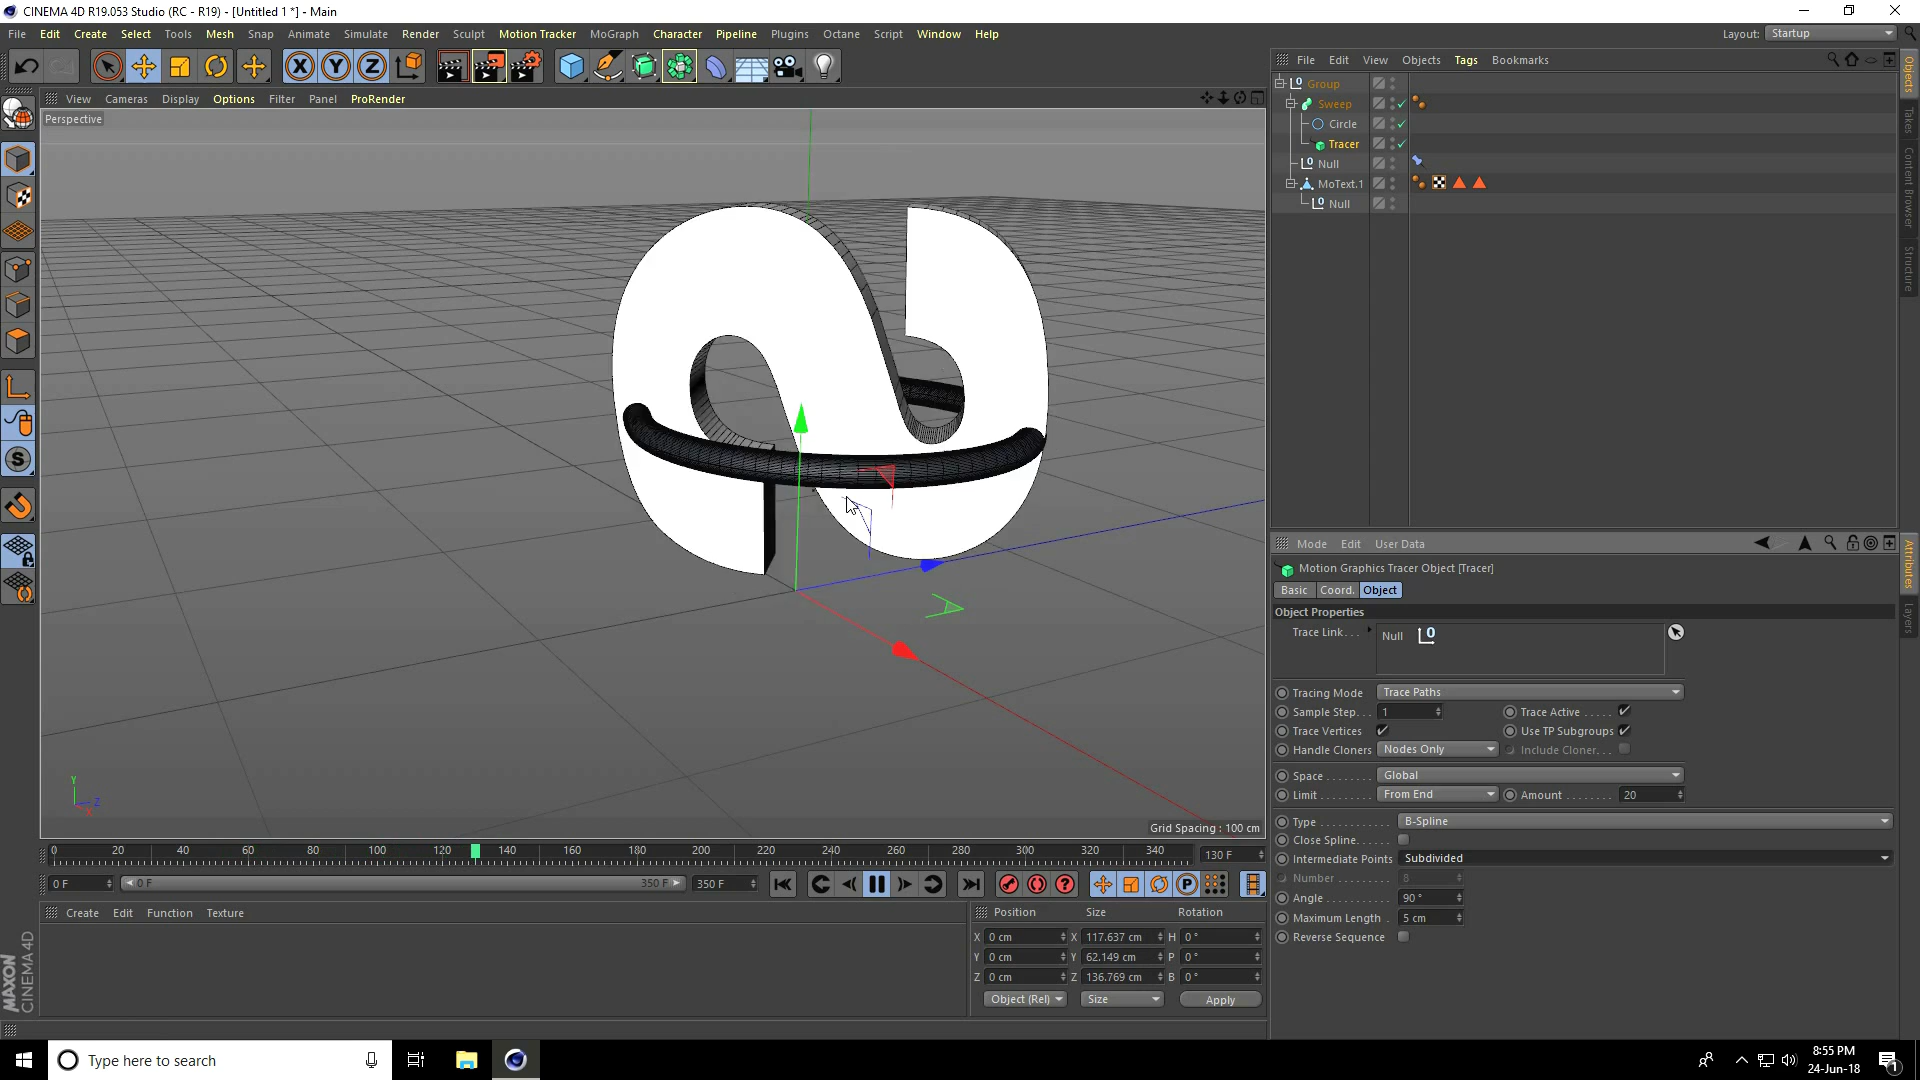 CINEMA 4D R19.053 Studio (RC - R19) - [Untitled 1 *] - Main
File Edit Create Select Tools Mesh Snap Animate Simulate Render Sculpt Motion Tracker MoGraph Character Pipeline Plugins Octane Script Window Help
Layout: Startup
View Cameras Display Options Filter Panel ProRender
Perspective
Grid Spacing : 100 cm
File Edit View Objects Tags Bookmarks
Group
Sweep
Circle
Tracer
Null
MoText.1
Null
Objects
Takes
Content Browser
Structure
Mode Edit User Data
Attributes
Layers
Motion Graphics Tracer Object [Tracer]
Basic Coord. Object
Object Properties
Trace Link . . . Null
Tracing Mode Trace Paths
Sample Step. . . 1 Trace Active . . . . .
Trace Vertices Use TP Subgroups
Handle Cloners Nodes Only Include Cloner. . .
Space . . . . . . . . Global
Limit . . . . . . . . . From End Amount . . . . . . . . 20
Type . . . . . . . . . . . . B-Spline
Close Spline. . . . . .
Intermediate Points Subdivided
Number . . . . . . . . . 8
Angle . . . . . . . . . . . 90 °
Maximum Length . 5 cm
Reverse Sequence
0 20 40 60 80 100 120 140 160 180 200 220 240 260 280 300 320 340
130 F
0 F 0 F 350 F 350 F
Create Edit Function Texture
Position Size Rotation
X 0 cm X 117.637 cm H 0 °
Y 0 cm Y 62.149 cm P 0 °
Z 0 cm Z 136.769 cm B 0 °
Object (Rel) Size Apply
MAXON
CINEMA 4D
X
Y
Z
S
P
Y
Z
X
Type here to search
8:55 PM
24-Jun-18
1